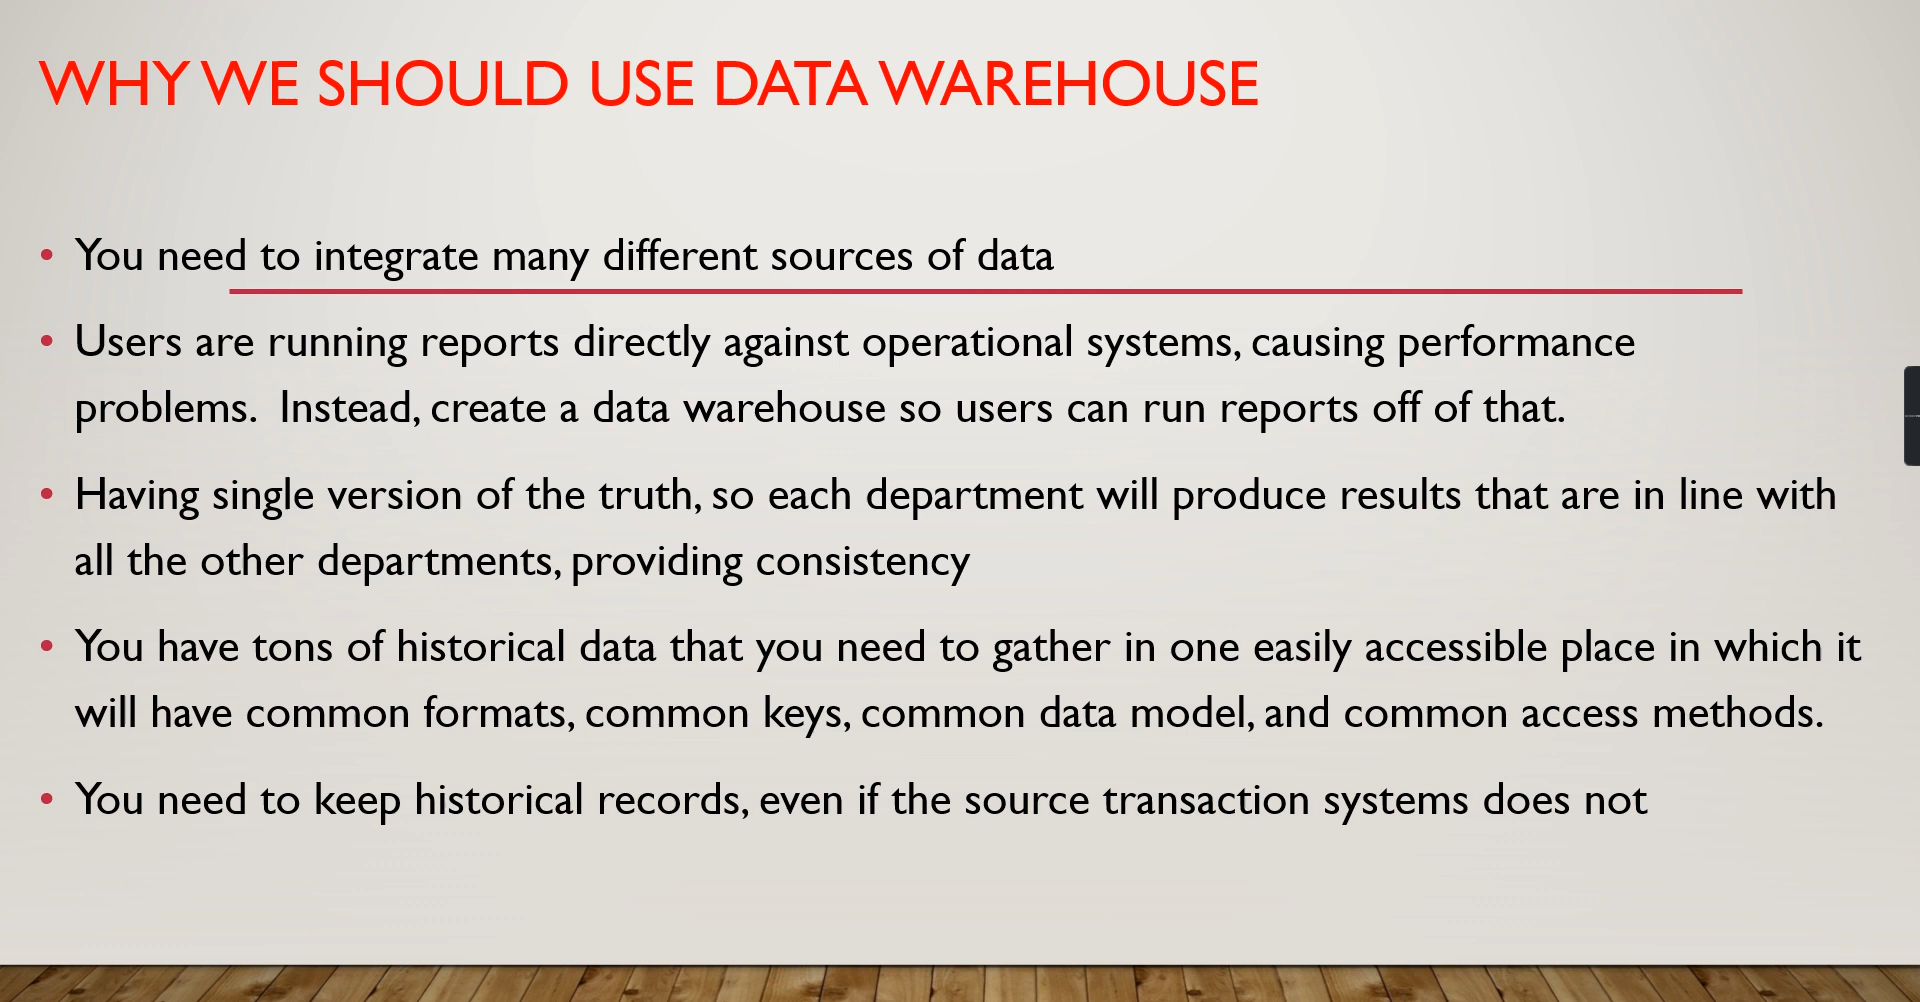 WHY WE SHOULD USE DATA WAREHOUSE
• You need to integrate many different sources of data
• Users are running reports directly against operational systems, causing performance
problems.  Instead, create a data warehouse so users can run reports off of that.
• Having single version of the truth, so each department will produce results that are in line with
all the other departments, providing consistency
• You have tons of historical data that you need to gather in one easily accessible place in which it
will have common formats, common keys, common data model, and common access methods.
• You need to keep historical records, even if the source transaction systems does not